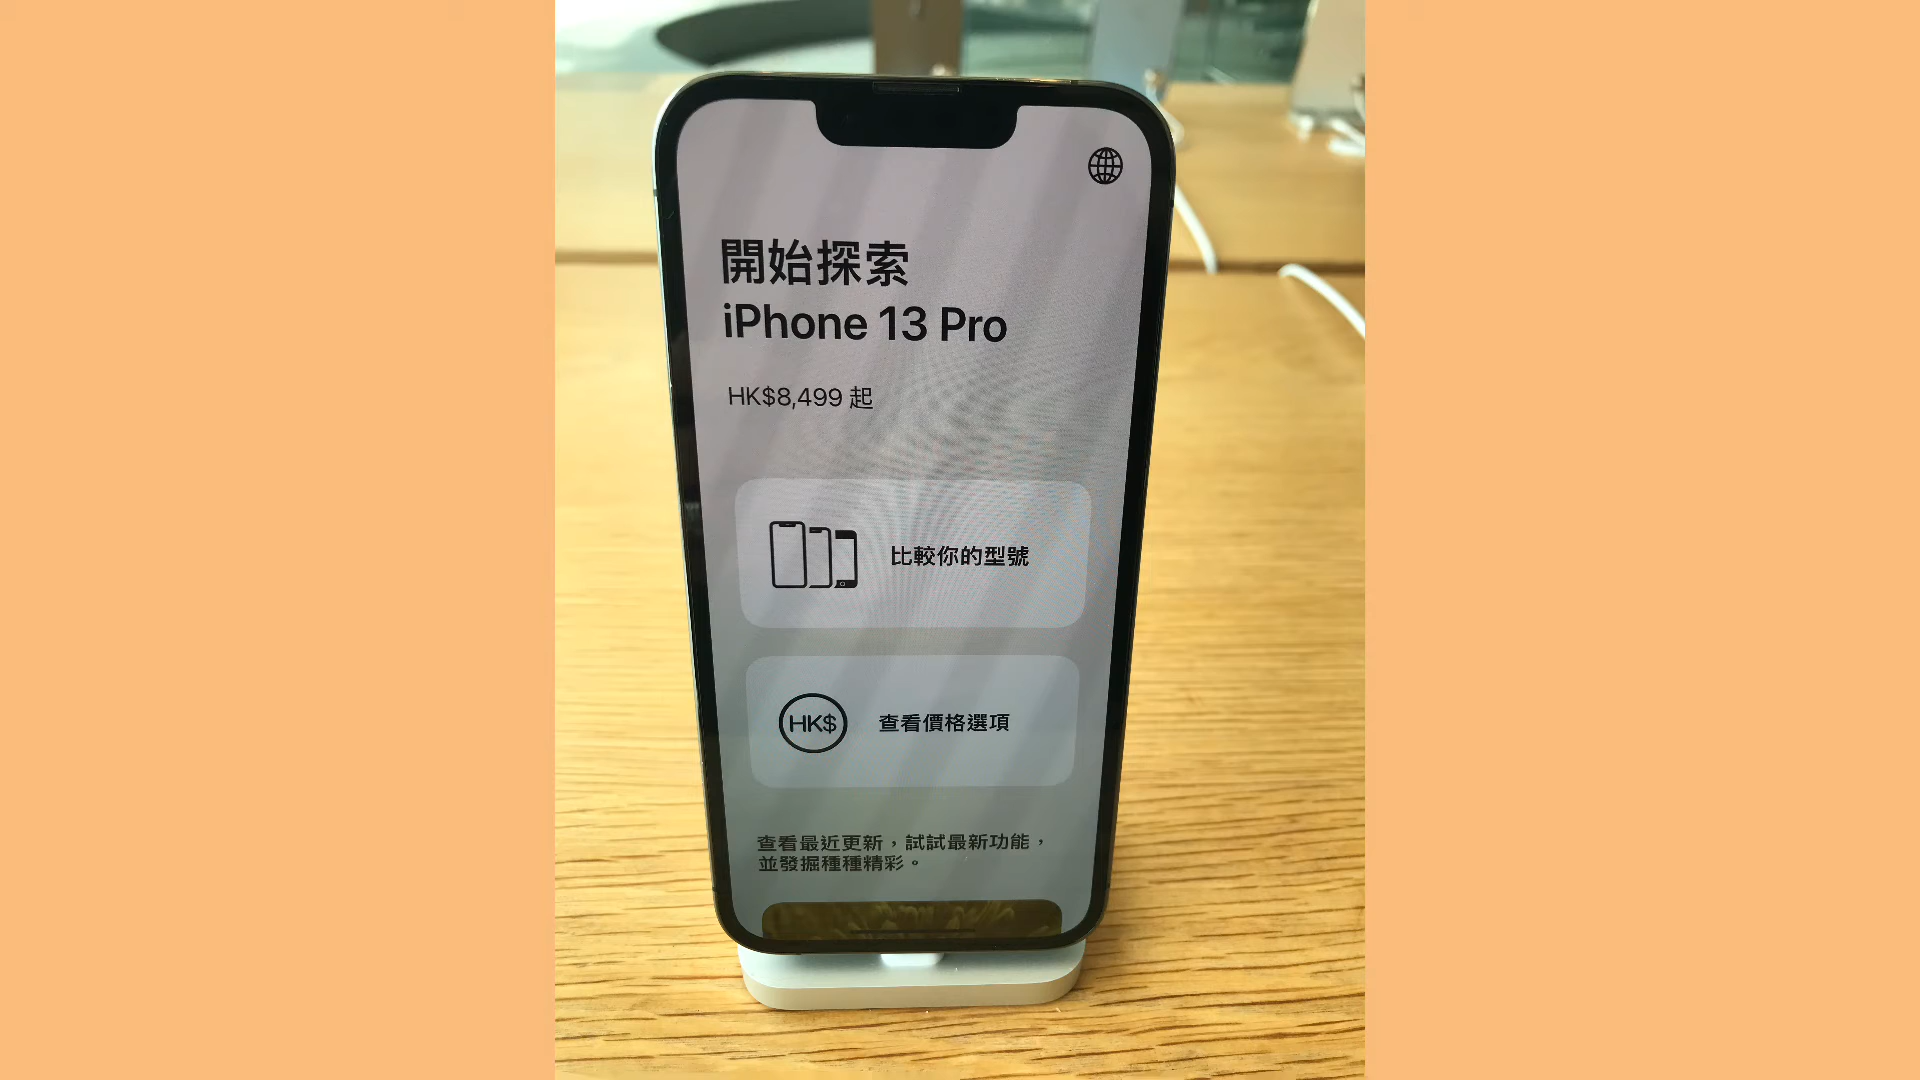 開始探索
iPhone 13 Pro
HK$8,499 起
比較你的型號
HK$ 查看價格選項
查看最近更新，試試最新功能，
並發掘種種精彩。